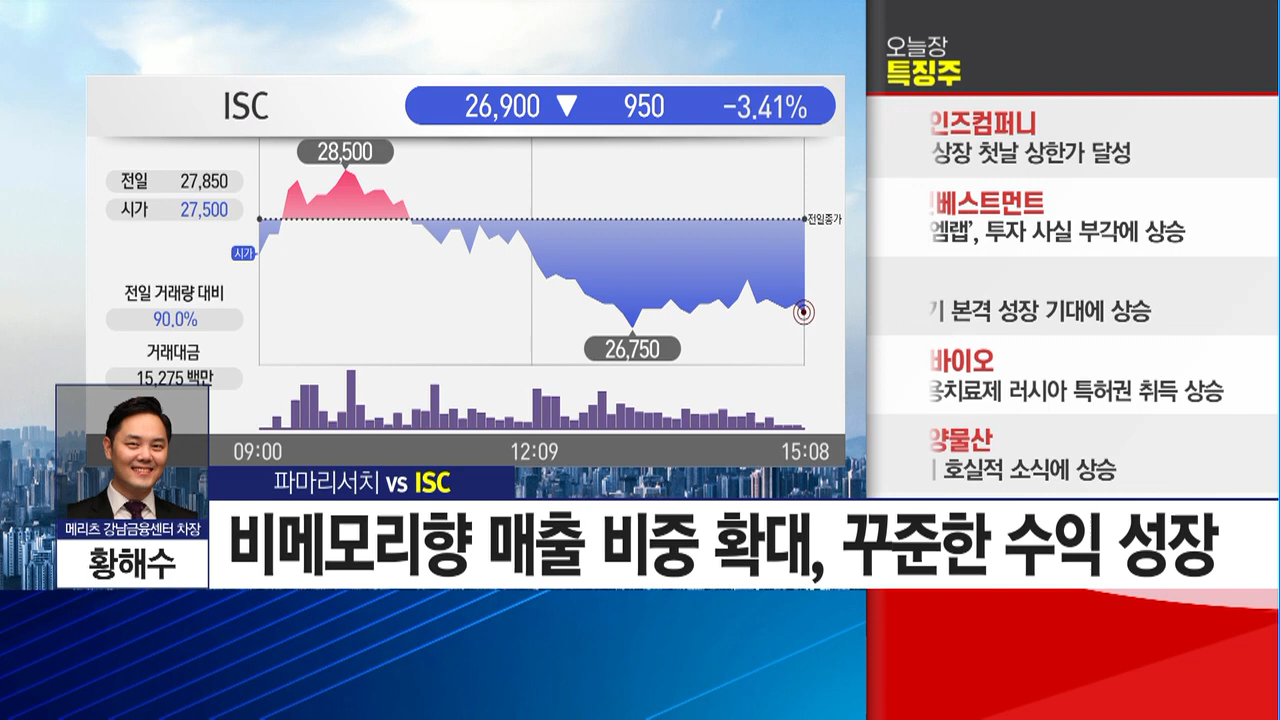 ISC
26,900 ▼ 950 -3.41%
28,500
전일 27,850
시가 27,500
전일종가
시가
전일 거래량 대비
90.0%
26,750
거래대금
15,275 백만
09:00 12:09 15:08
파마리서치 vs ISC
메리츠 강남금융센터 차장
황해수
비메모리향 매출 비중 확대, 꾸준한 수익 성장
오늘장
특징주
인즈컴퍼니
상장 첫날 상한가 달성
베스트먼트
엠랩', 투자 사실 부각에 상승
기 본격 성장 기대에 상승
바이오
용치료제 러시아 특허권 취득 상승
양물산
호실적 소식에 상승